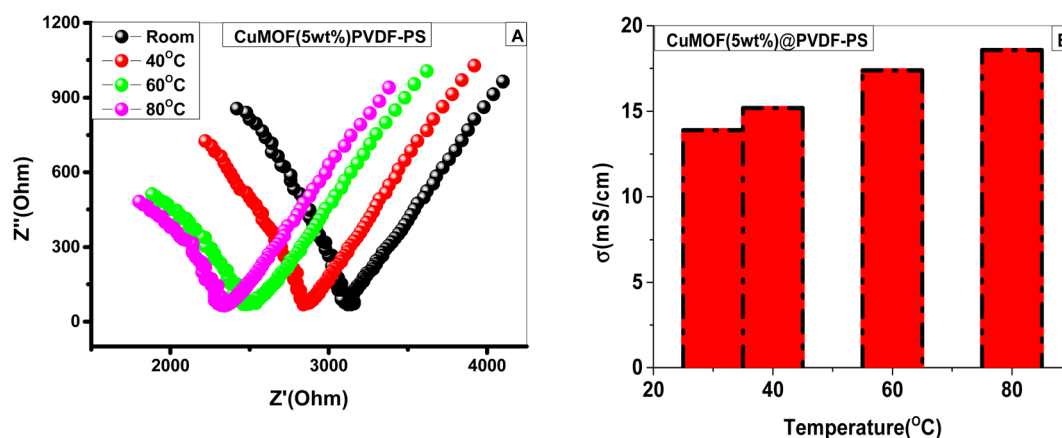 CuMOF(5wt%)PVDF-PS
A
Room
40°C
60°C
80°C
1200
900
600
300
0
Z''(Ohm)
2000 3000 4000
Z'(Ohm)
CuMOF(5wt%)@PVDF-PS
20
15
10
5
0
σ(mS/cm)
20 40 60 80
Temperature(°C)